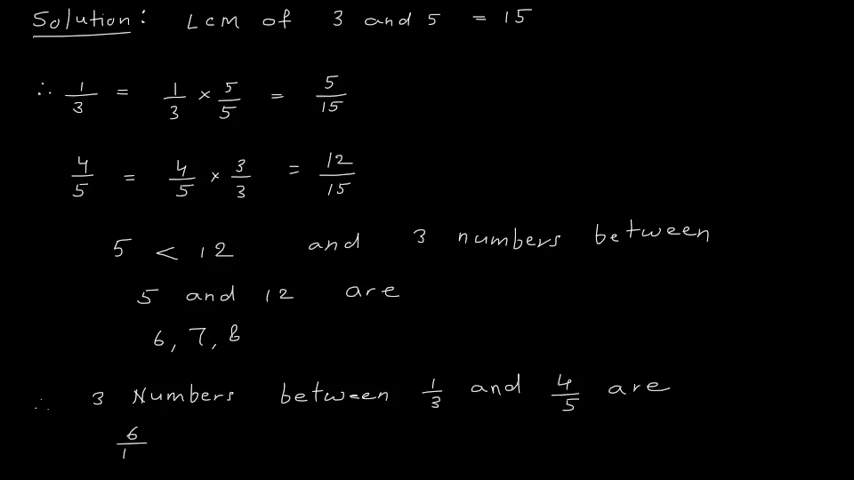 Solution: LCM of 3 and 5 = 15
∴ 1/3 = 1/3 × 5/5 = 5/15
4/5 = 4/5 × 3/3 = 12/15
5 < 12 and 3 numbers between
5 and 12 are
6, 7, 8
∴ 3 Numbers between 1/3 and 4/5 are
6/1